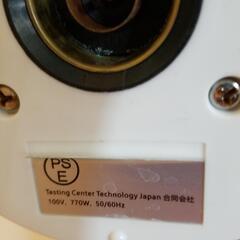 PS
E
Testing Center Technology Japan 合同会社
100V, 770W, 50/60Hz